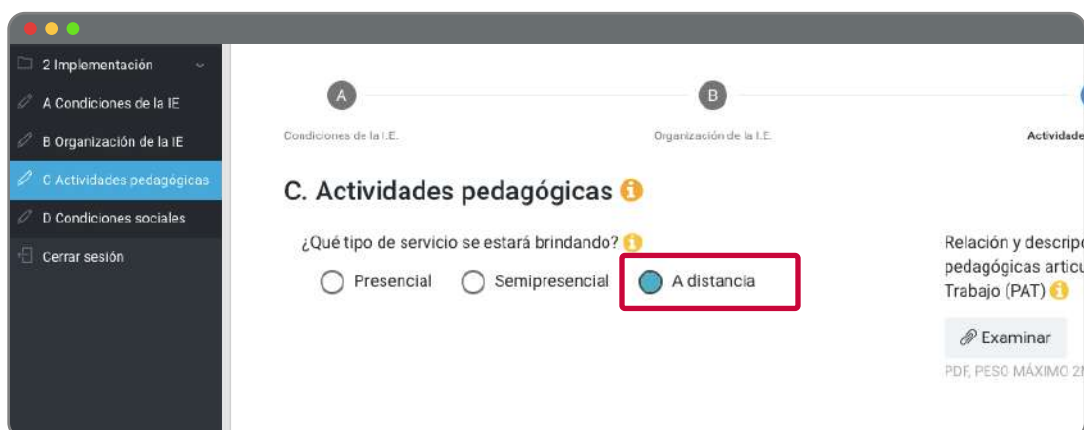 2 Implementación
A Condiciones de la IE
B Organización de la IE
C Actividades pedagógicas
D Condiciones sociales
Cerrar sesión
A
B
Condiciones de la I.E.
Organización de la I.E.
Actividade
C. Actividades pedagógicas
¿Qué tipo de servicio se estará brindando?
Presencial
Semipresencial
A distancia
Relación y descrip
pedagógicas articu
Trabajo (PAT)
Examinar
PDF, PESO MÁXIMO 2